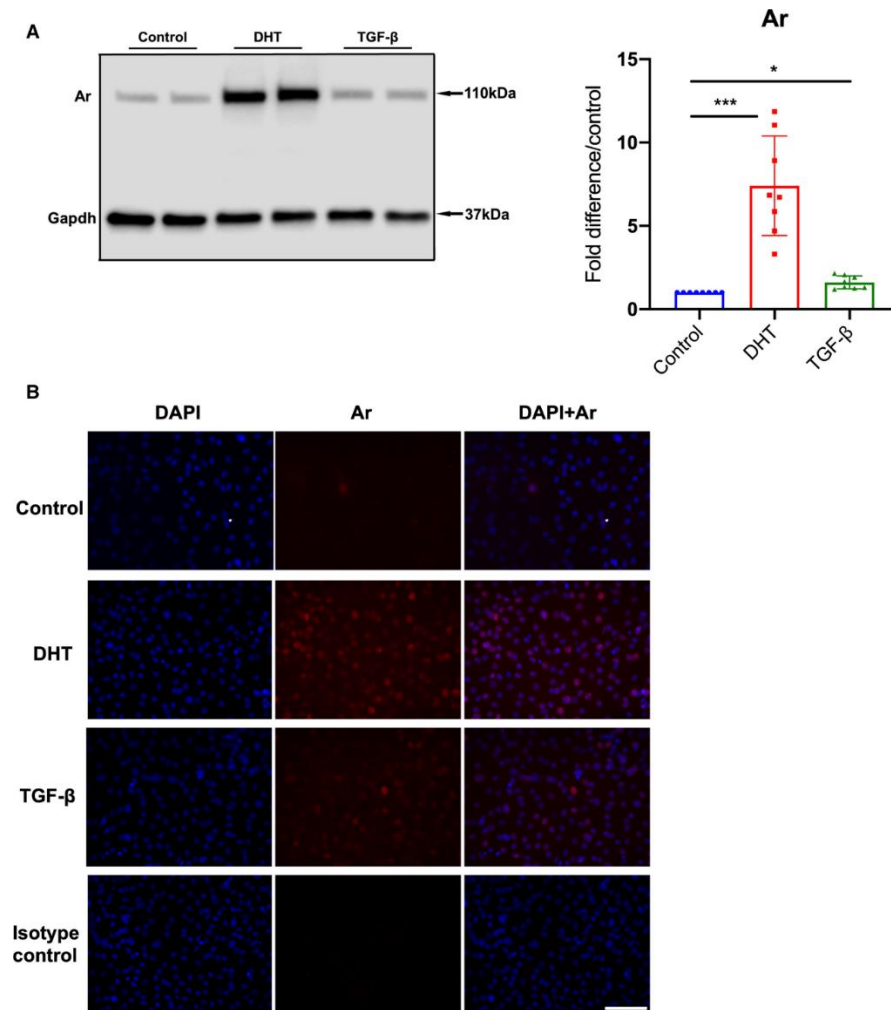 A
Control DHT TGF-β
Ar 110kDa
Gapdh 37kDa
Ar
Fold difference/control
15
10
5
0
*
***
Control DHT TGF-β
B
DAPI Ar DAPI+Ar
Control
DHT
TGF-β
Isotype
control